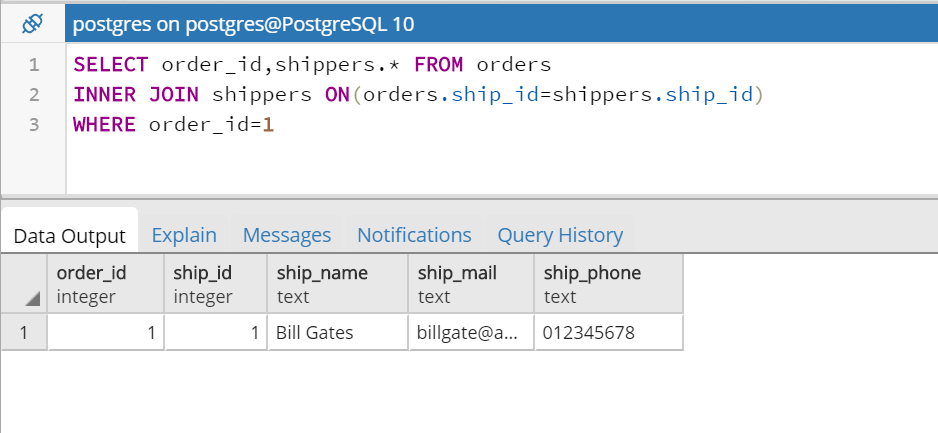 postgres on postgres@PostgreSQL 10
1 SELECT order_id,shippers.* FROM orders
2 INNER JOIN shippers ON(orders.ship_id=shippers.ship_id)
3 WHERE order_id=1
Data Output Explain Messages Notifications Query History
order_id ship_id ship_name ship_mail ship_phone
integer integer text text text
1 1 1 Bill Gates billgate@a... 012345678